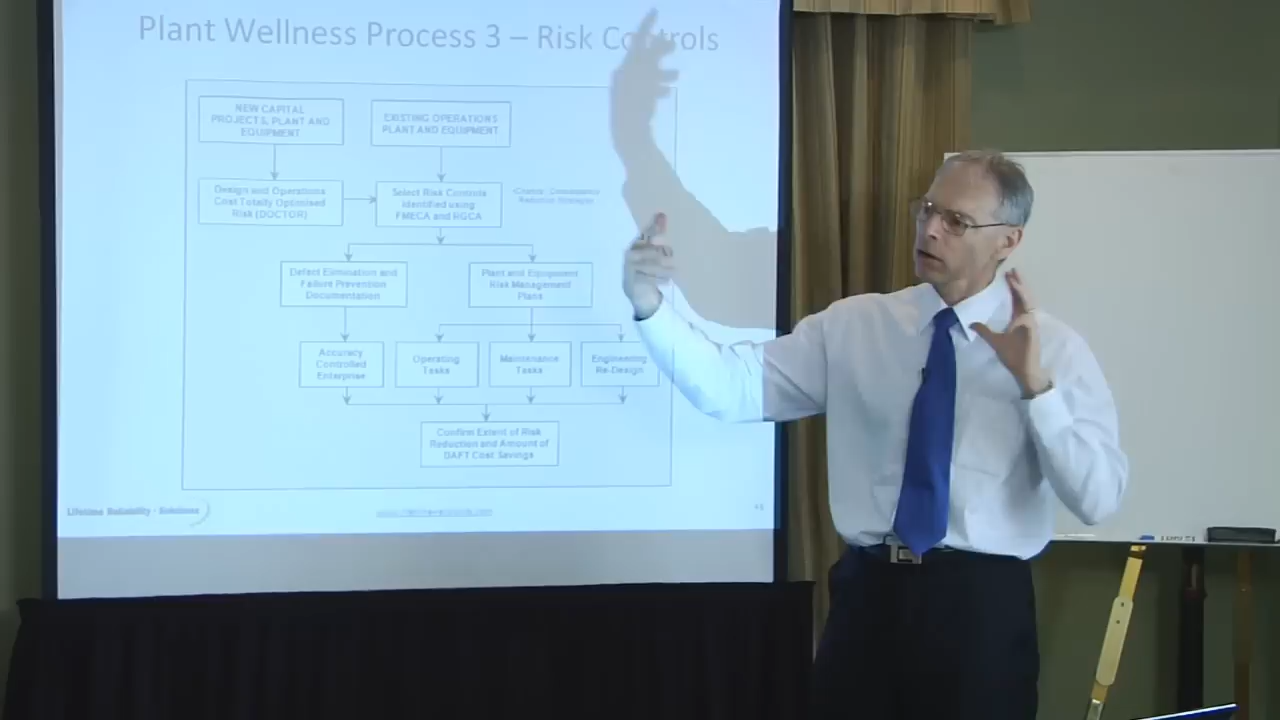 Plant Wellness Process 3 – Risk Controls
NEW CAPITAL
PROJECTS, PLANT AND
EQUIPMENT
EXISTING OPERATIONS
PLANT AND EQUIPMENT
Design and Operations
Cost Totally Optimised
Risk (DOCTOR)
Select Risk Controls
identified using
FMECA and RGCA
Reduction Strategies
Defect Elimination and
Failure Prevention
Documentation
Plant and Equipment
Risk Management
Plans
Accuracy
Controlled
Enterprise
Operating
Tasks
Maintenance
Tasks
Engineering
Re-Design
Confirm Extent of Risk
Reduction and Amount of
DAFT Cost Savings
Lifetime Reliability - Solutions